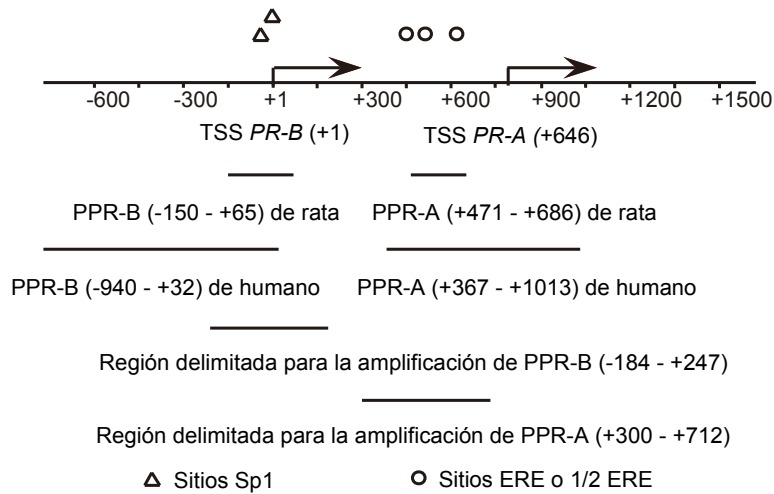 -600 -300 +1 +300 +600 +900 +1200 +1500
TSS PR-B (+1) TSS PR-A (+646)
PPR-B (-150 - +65) de rata PPR-A (+471 - +686) de rata
PPR-B (-940 - +32) de humano PPR-A (+367 - +1013) de humano
Región delimitada para la amplificación de PPR-B (-184 - +247)
Región delimitada para la amplificación de PPR-A (+300 - +712)
Sitios Sp1 Sitios ERE o 1/2 ERE